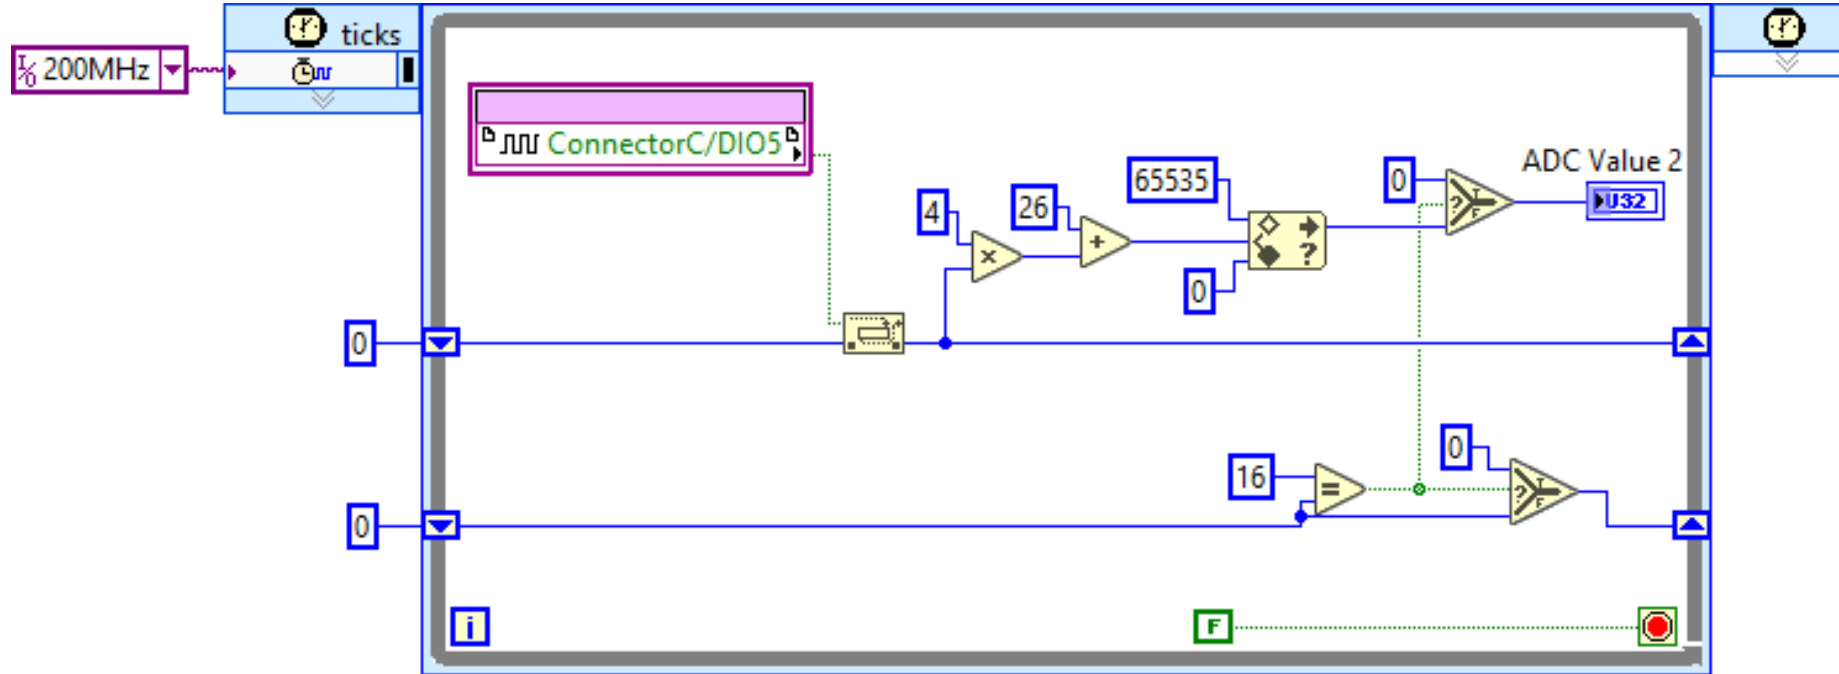 ticks
200MHz
ConnectorC/DIO5
ADC Value 2
65535
0
4
26
U32
0
0
0
16
0
i
F